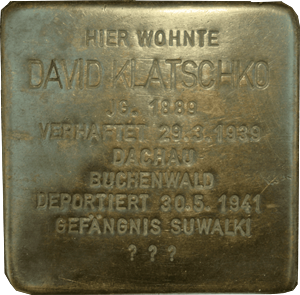 HIER WOHNTE
DAVID KLATSCHKO
JG. 1889
VERHAFTET 29.3.1939
DACHAU
BUCHENWALD
DEPORTIERT 30.5.1941
GEFÄNGNIS SUWALKI
? ? ?